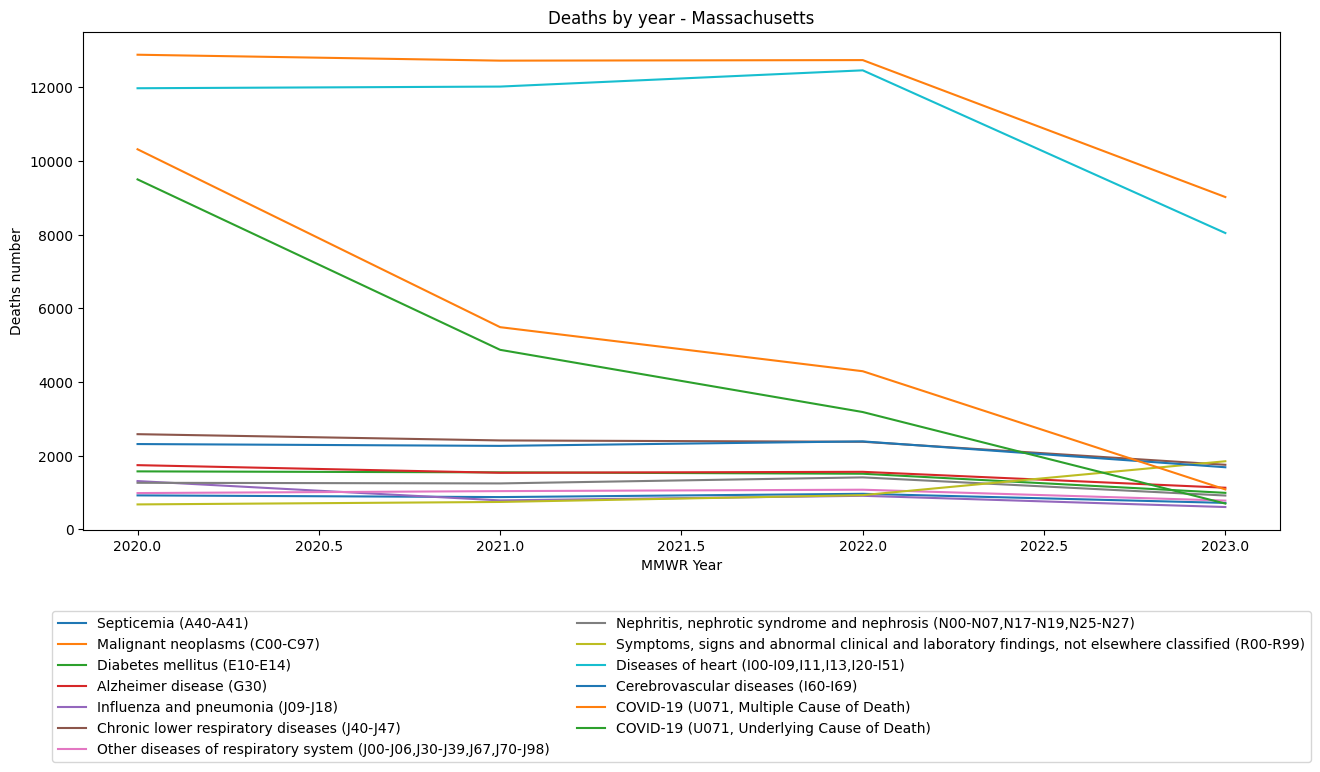 Deaths by year - Massachusetts
Deaths number
12000
10000
8000
6000
4000
2000
0
2020.0 2020.5 2021.0 2021.5 2022.0 2022.5 2023.0
MMWR Year
Septicemia (A40-A41)
Malignant neoplasms (C00-C97)
Diabetes mellitus (E10-E14)
Alzheimer disease (G30)
Influenza and pneumonia (J09-J18)
Chronic lower respiratory diseases (J40-J47)
Other diseases of respiratory system (J00-J06,J30-J39,J67,J70-J98)
Nephritis, nephrotic syndrome and nephrosis (N00-N07,N17-N19,N25-N27)
Symptoms, signs and abnormal clinical and laboratory findings, not elsewhere classified (R00-R99)
Diseases of heart (I00-I09,I11,I13,I20-I51)
Cerebrovascular diseases (I60-I69)
COVID-19 (U071, Multiple Cause of Death)
COVID-19 (U071, Underlying Cause of Death)